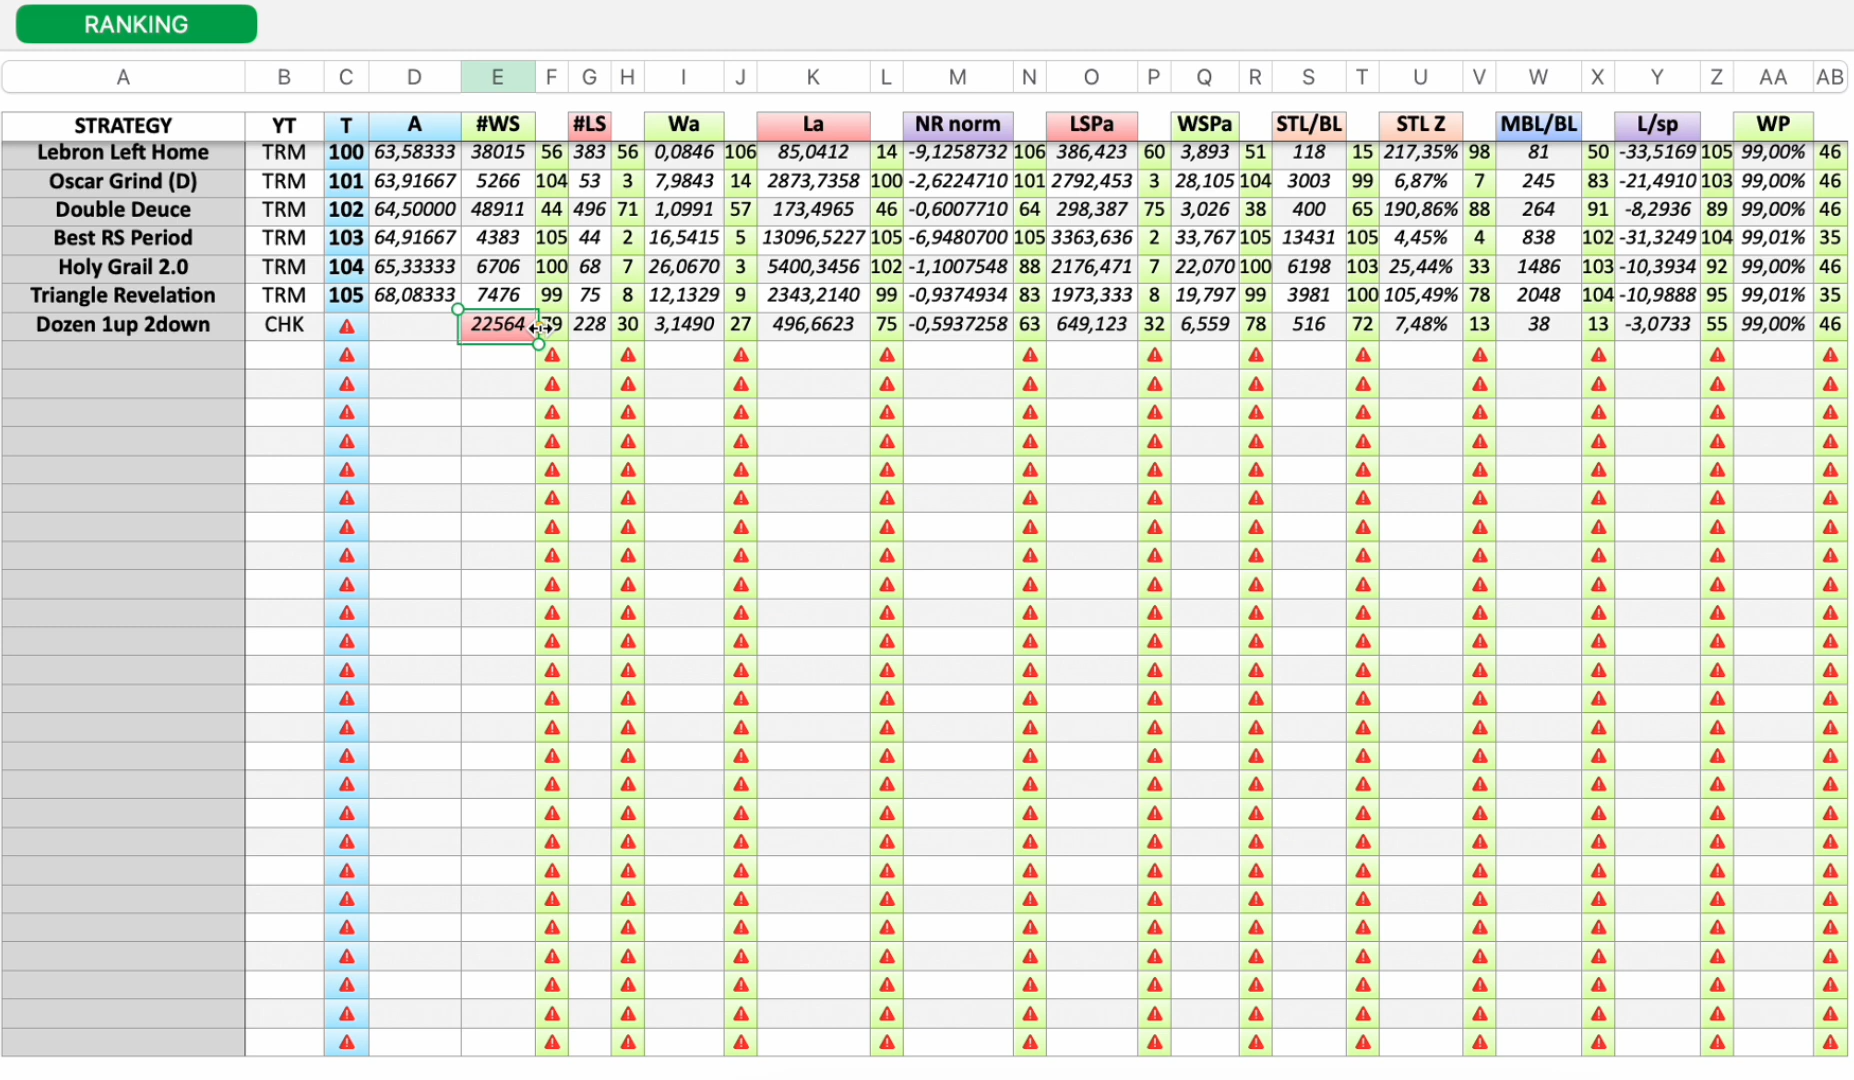 RANKING
A B C D E F G H I J K L M N O P Q R S T U V W X Y Z AA AB
STRATEGY YT T A #WS #LS Wa La NR norm LSPa WSPa STL/BL STL Z MBL/BL L/sp WP
Lebron Left Home TRM 100 63,58333 38015 56 383 56 0,0846 106 85,0412 14 -9,1258732 106 386,423 60 3,893 51 118 15 217,35% 98 81 50 -33,5169 105 99,00% 46
Oscar Grind (D) TRM 101 63,91667 5266 104 53 3 7,9843 14 2873,7358 100 -2,6224710 101 2792,453 3 28,105 104 3003 99 6,87% 7 245 83 -21,4910 103 99,00% 46
Double Deuce TRM 102 64,50000 48911 44 496 71 1,0991 57 173,4965 46 -0,6007710 64 298,387 75 3,026 38 400 65 190,86% 88 264 91 -8,2936 89 99,00% 46
Best RS Period TRM 103 64,91667 4383 105 44 2 16,5415 5 13096,5227 105 -6,9480700 105 3363,636 2 33,767 105 13431 105 4,45% 4 838 102 -31,3249 104 99,01% 35
Holy Grail 2.0 TRM 104 65,33333 6706 100 68 7 26,0670 3 5400,3456 102 -1,1007548 88 2176,471 7 22,070 100 6198 103 25,44% 33 1486 103 -10,3934 92 99,00% 46
Triangle Revelation TRM 105 68,08333 7476 99 75 8 12,1329 9 2343,2140 99 -0,9374934 83 1973,333 8 19,797 99 3981 100 105,49% 78 2048 104 -10,9888 95 99,01% 35
Dozen 1up 2down CHK 22564 228 30 3,1490 27 496,6623 75 -0,5937258 63 649,123 32 6,559 78 516 72 7,48% 13 38 13 -3,0733 55 99,00% 46